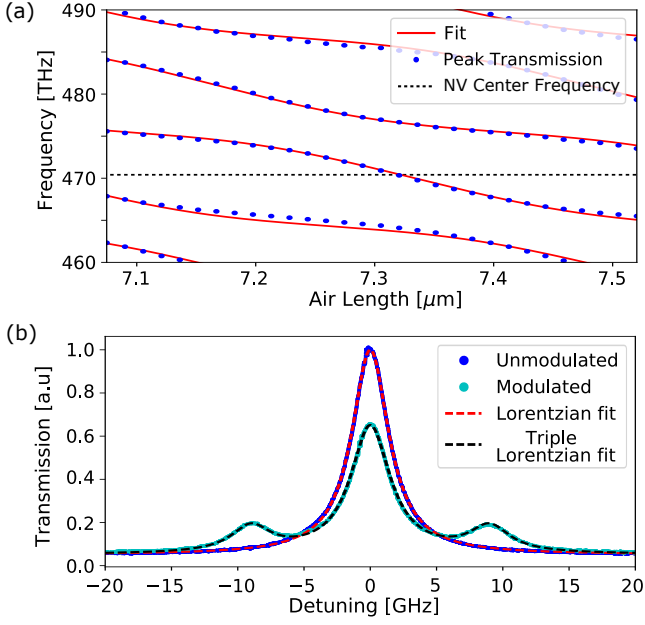 (a)
490
480
470
460
Frequency [THz]
Fit
Peak Transmission
NV Center Frequency
7.1
7.2
7.3
7.4
7.5
Air Length [μm]
(b)
1.0
0.8
0.6
0.4
0.2
0.0
Transmission [a.u]
Unmodulated
Modulated
Lorentzian fit
Triple
Lorentzian fit
−20
−15
−10
−5
0
5
10
15
20
Detuning [GHz]